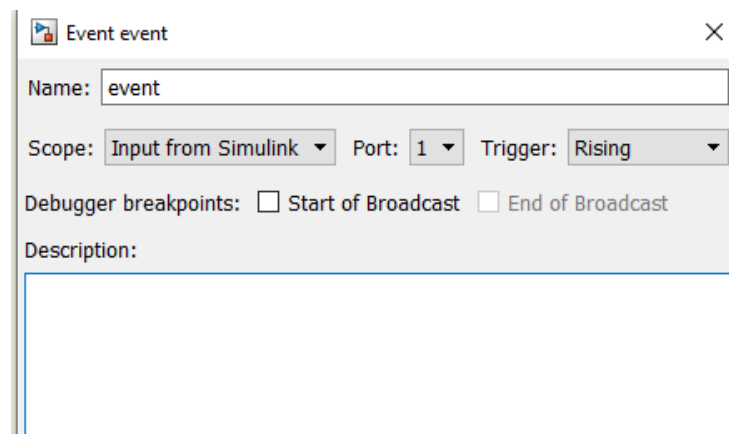 Event event
Name: event
Scope: Input from Simulink Port: 1 Trigger: Rising
Debugger breakpoints: Start of Broadcast End of Broadcast
Description: